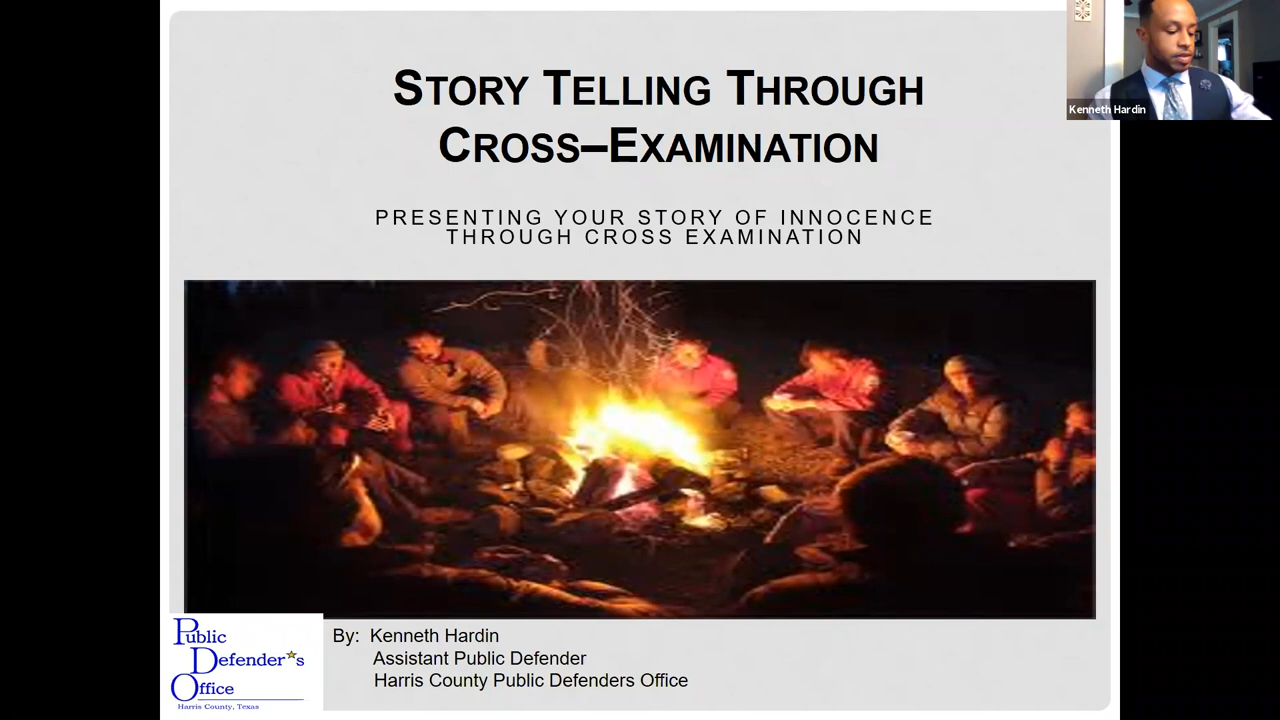 STORY TELLING THROUGH
CROSS–EXAMINATION
Kenneth Hardin
PRESENTING YOUR STORY OF INNOCENCE
THROUGH CROSS EXAMINATION
Public
Defender's
Office
Harris County, Texas
By: Kenneth Hardin
Assistant Public Defender
Harris County Public Defenders Office